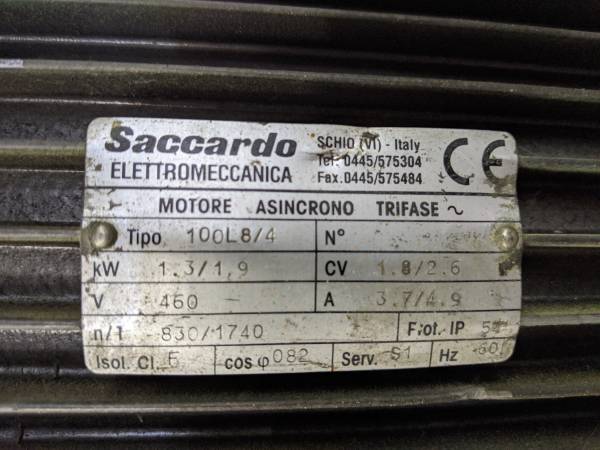 Saccardo
ELETTROMECCANICA
SCHIO (VI) - Italy
Tel. 0445/575304
Fax. 0445/575484
CE
MOTORE ASINCRONO TRIFASE ~
Tipo 100L8/4 N°
kW 1.3/1,9 CV 1.8/2.6
V 460 A 3.7/4.9
n/1 830/1740 Prot. IP
Isol. Cl. F cos φ 082 Serv. S1 Hz 60